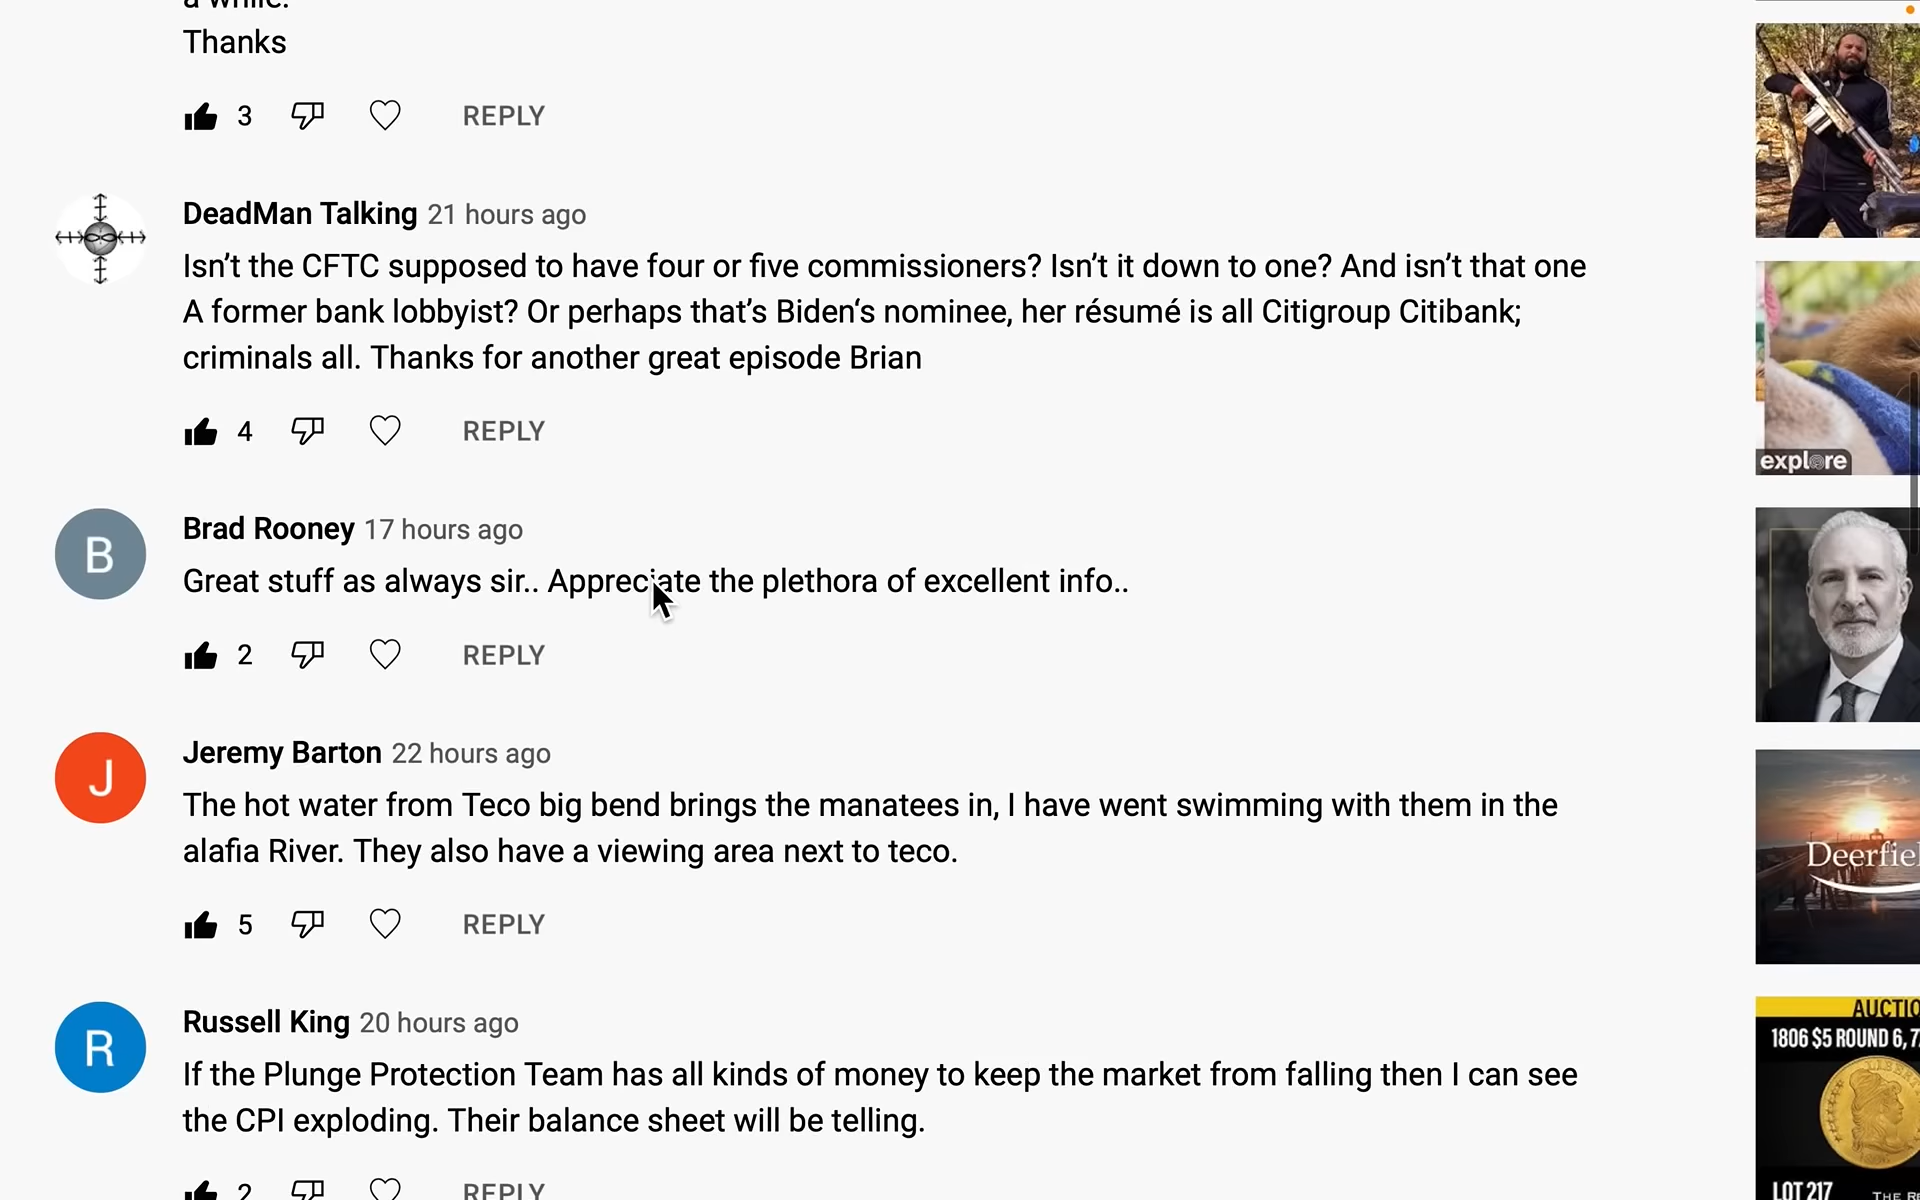 a while.
Thanks
3 REPLY
DeadMan Talking 21 hours ago
Isn’t the CFTC supposed to have four or five commissioners? Isn’t it down to one? And isn’t that one
A former bank lobbyist? Or perhaps that’s Biden‘s nominee, her résumé is all Citigroup Citibank;
criminals all. Thanks for another great episode Brian
4 REPLY
B
Brad Rooney 17 hours ago
Great stuff as always sir.. Appreciate the plethora of excellent info..
2 REPLY
J
Jeremy Barton 22 hours ago
The hot water from Teco big bend brings the manatees in, I have went swimming with them in the
alafia River. They also have a viewing area next to teco.
5 REPLY
R
Russell King 20 hours ago
If the Plunge Protection Team has all kinds of money to keep the market from falling then I can see
the CPI exploding. Their balance sheet will be telling.
2 REPLY
explore
Deerfiel
AUCTIO
1806 $5 ROUND 6, 7
LIBERTY
LOT 217 THE